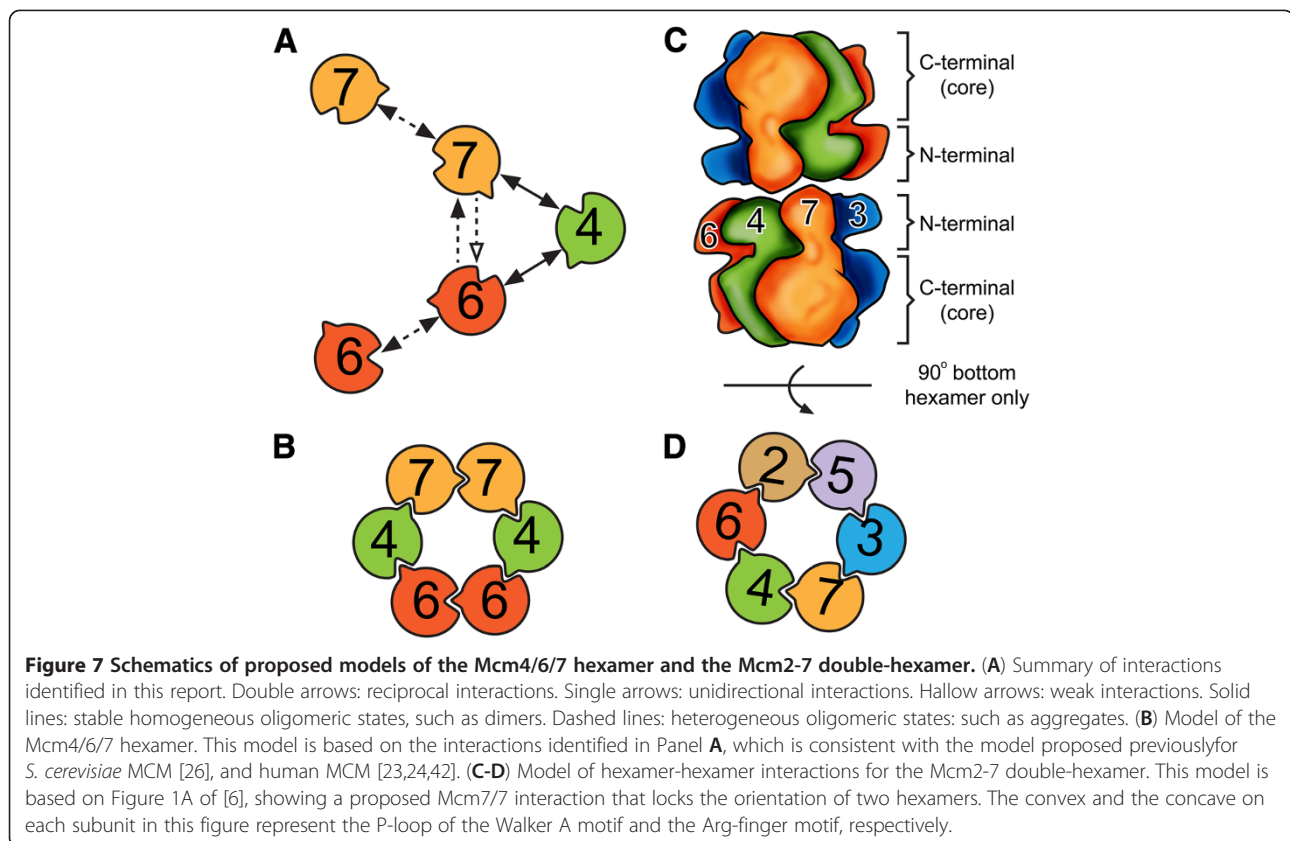 A
7
7
4
6
6
B
7 7
4 4
6 6
C
C-terminal
(core)
N-terminal
N-terminal
6 4 7 3
C-terminal
(core)
90° bottom
hexamer only
D
2 5
6 3
4 7
Figure 7 Schematics of proposed models of the Mcm4/6/7 hexamer and the Mcm2-7 double-hexamer. (A) Summary of interactions
identified in this report. Double arrows: reciprocal interactions. Single arrows: unidirectional interactions. Hallow arrows: weak interactions. Solid
lines: stable homogeneous oligomeric states, such as dimers. Dashed lines: heterogeneous oligomeric states: such as aggregates. (B) Model of the
Mcm4/6/7 hexamer. This model is based on the interactions identified in Panel A, which is consistent with the model proposed previouslyfor
S. cerevisiae MCM [26], and human MCM [23,24,42]. (C-D) Model of hexamer-hexamer interactions for the Mcm2-7 double-hexamer. This model is
based on Figure 1A of [6], showing a proposed Mcm7/7 interaction that locks the orientation of two hexamers. The convex and the concave on
each subunit in this figure represent the P-loop of the Walker A motif and the Arg-finger motif, respectively.